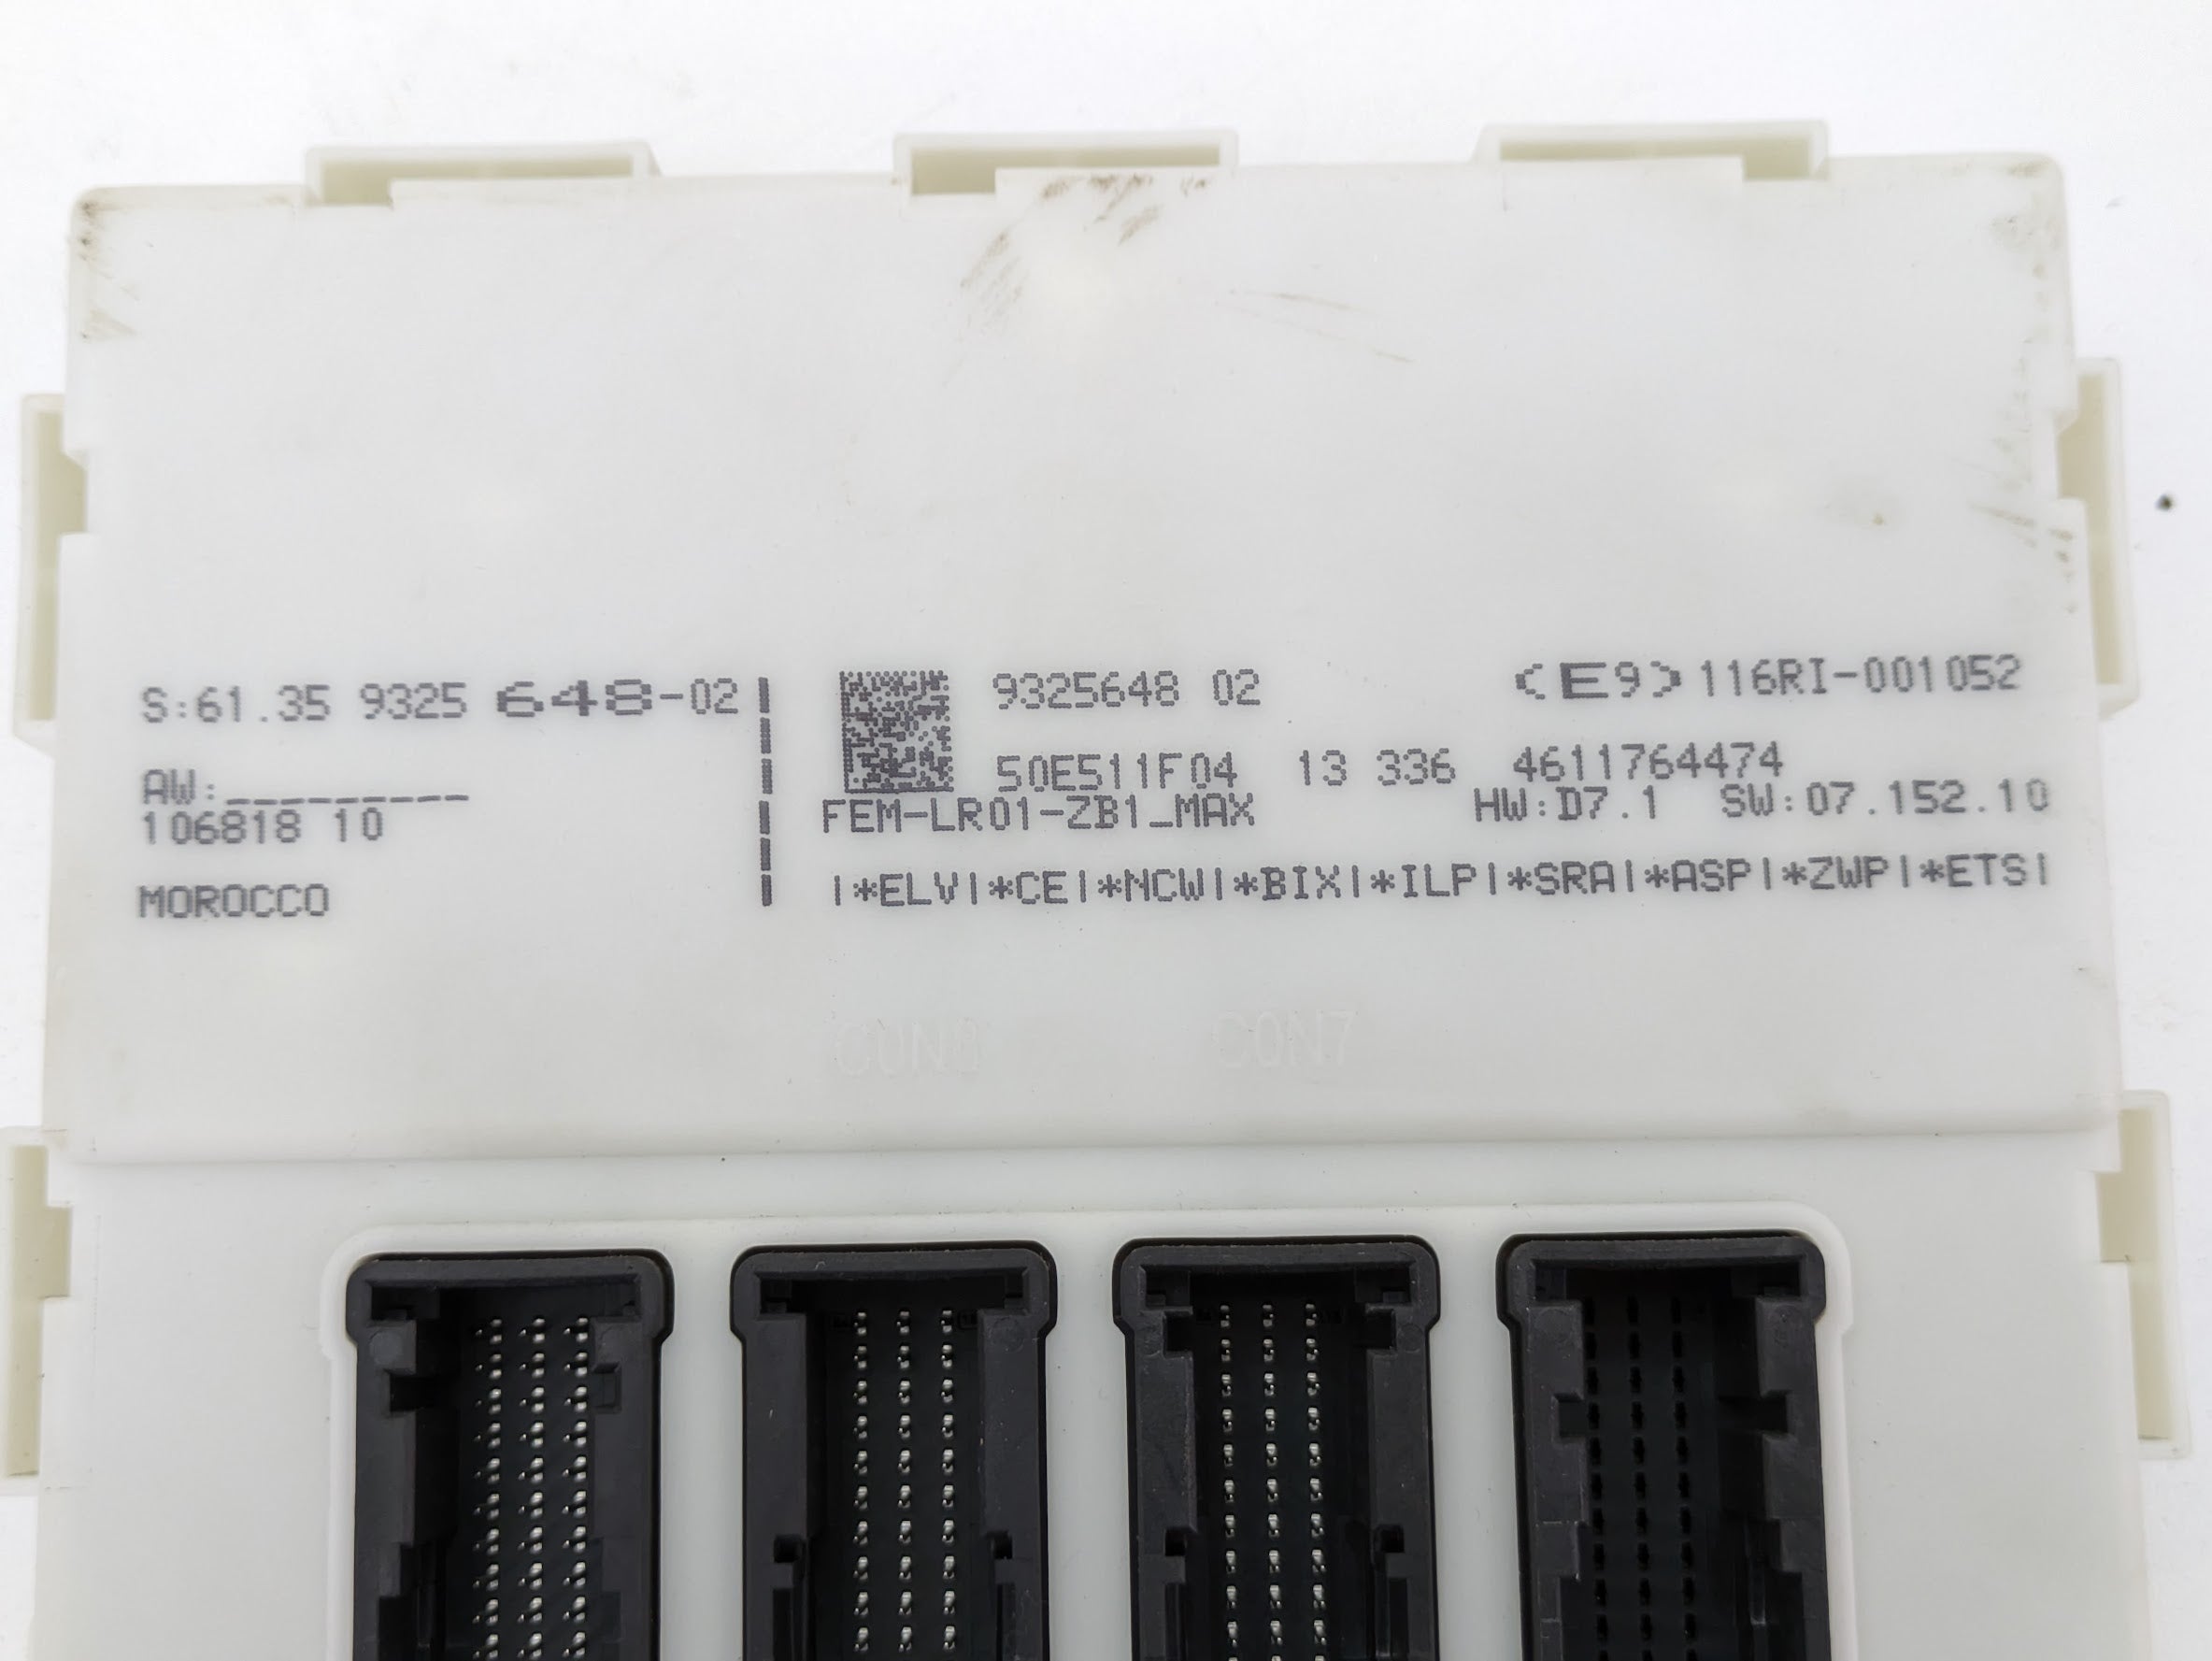 S:61.35 9325 648-02
AW:_________
106818 10
MOROCCO
9325648 02
<E9>116RI-001052
50E511F04 13 336 4611764474
FEM-LR01-ZB1_MAX HW:D7.1 SW:07.152.10
|*ELV|*CE|*NCW|*BIX|*ILP|*SRA|*ASP|*ZWP|*ETS|
CON7